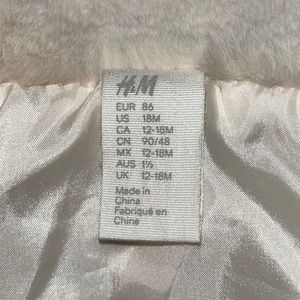 H&M
EUR 86
US 18M
CA 12-18M
CN 90/48
MX 12-18M
AUS 1½
UK 12-18M
Made in
China
Fabriqué en
Chine